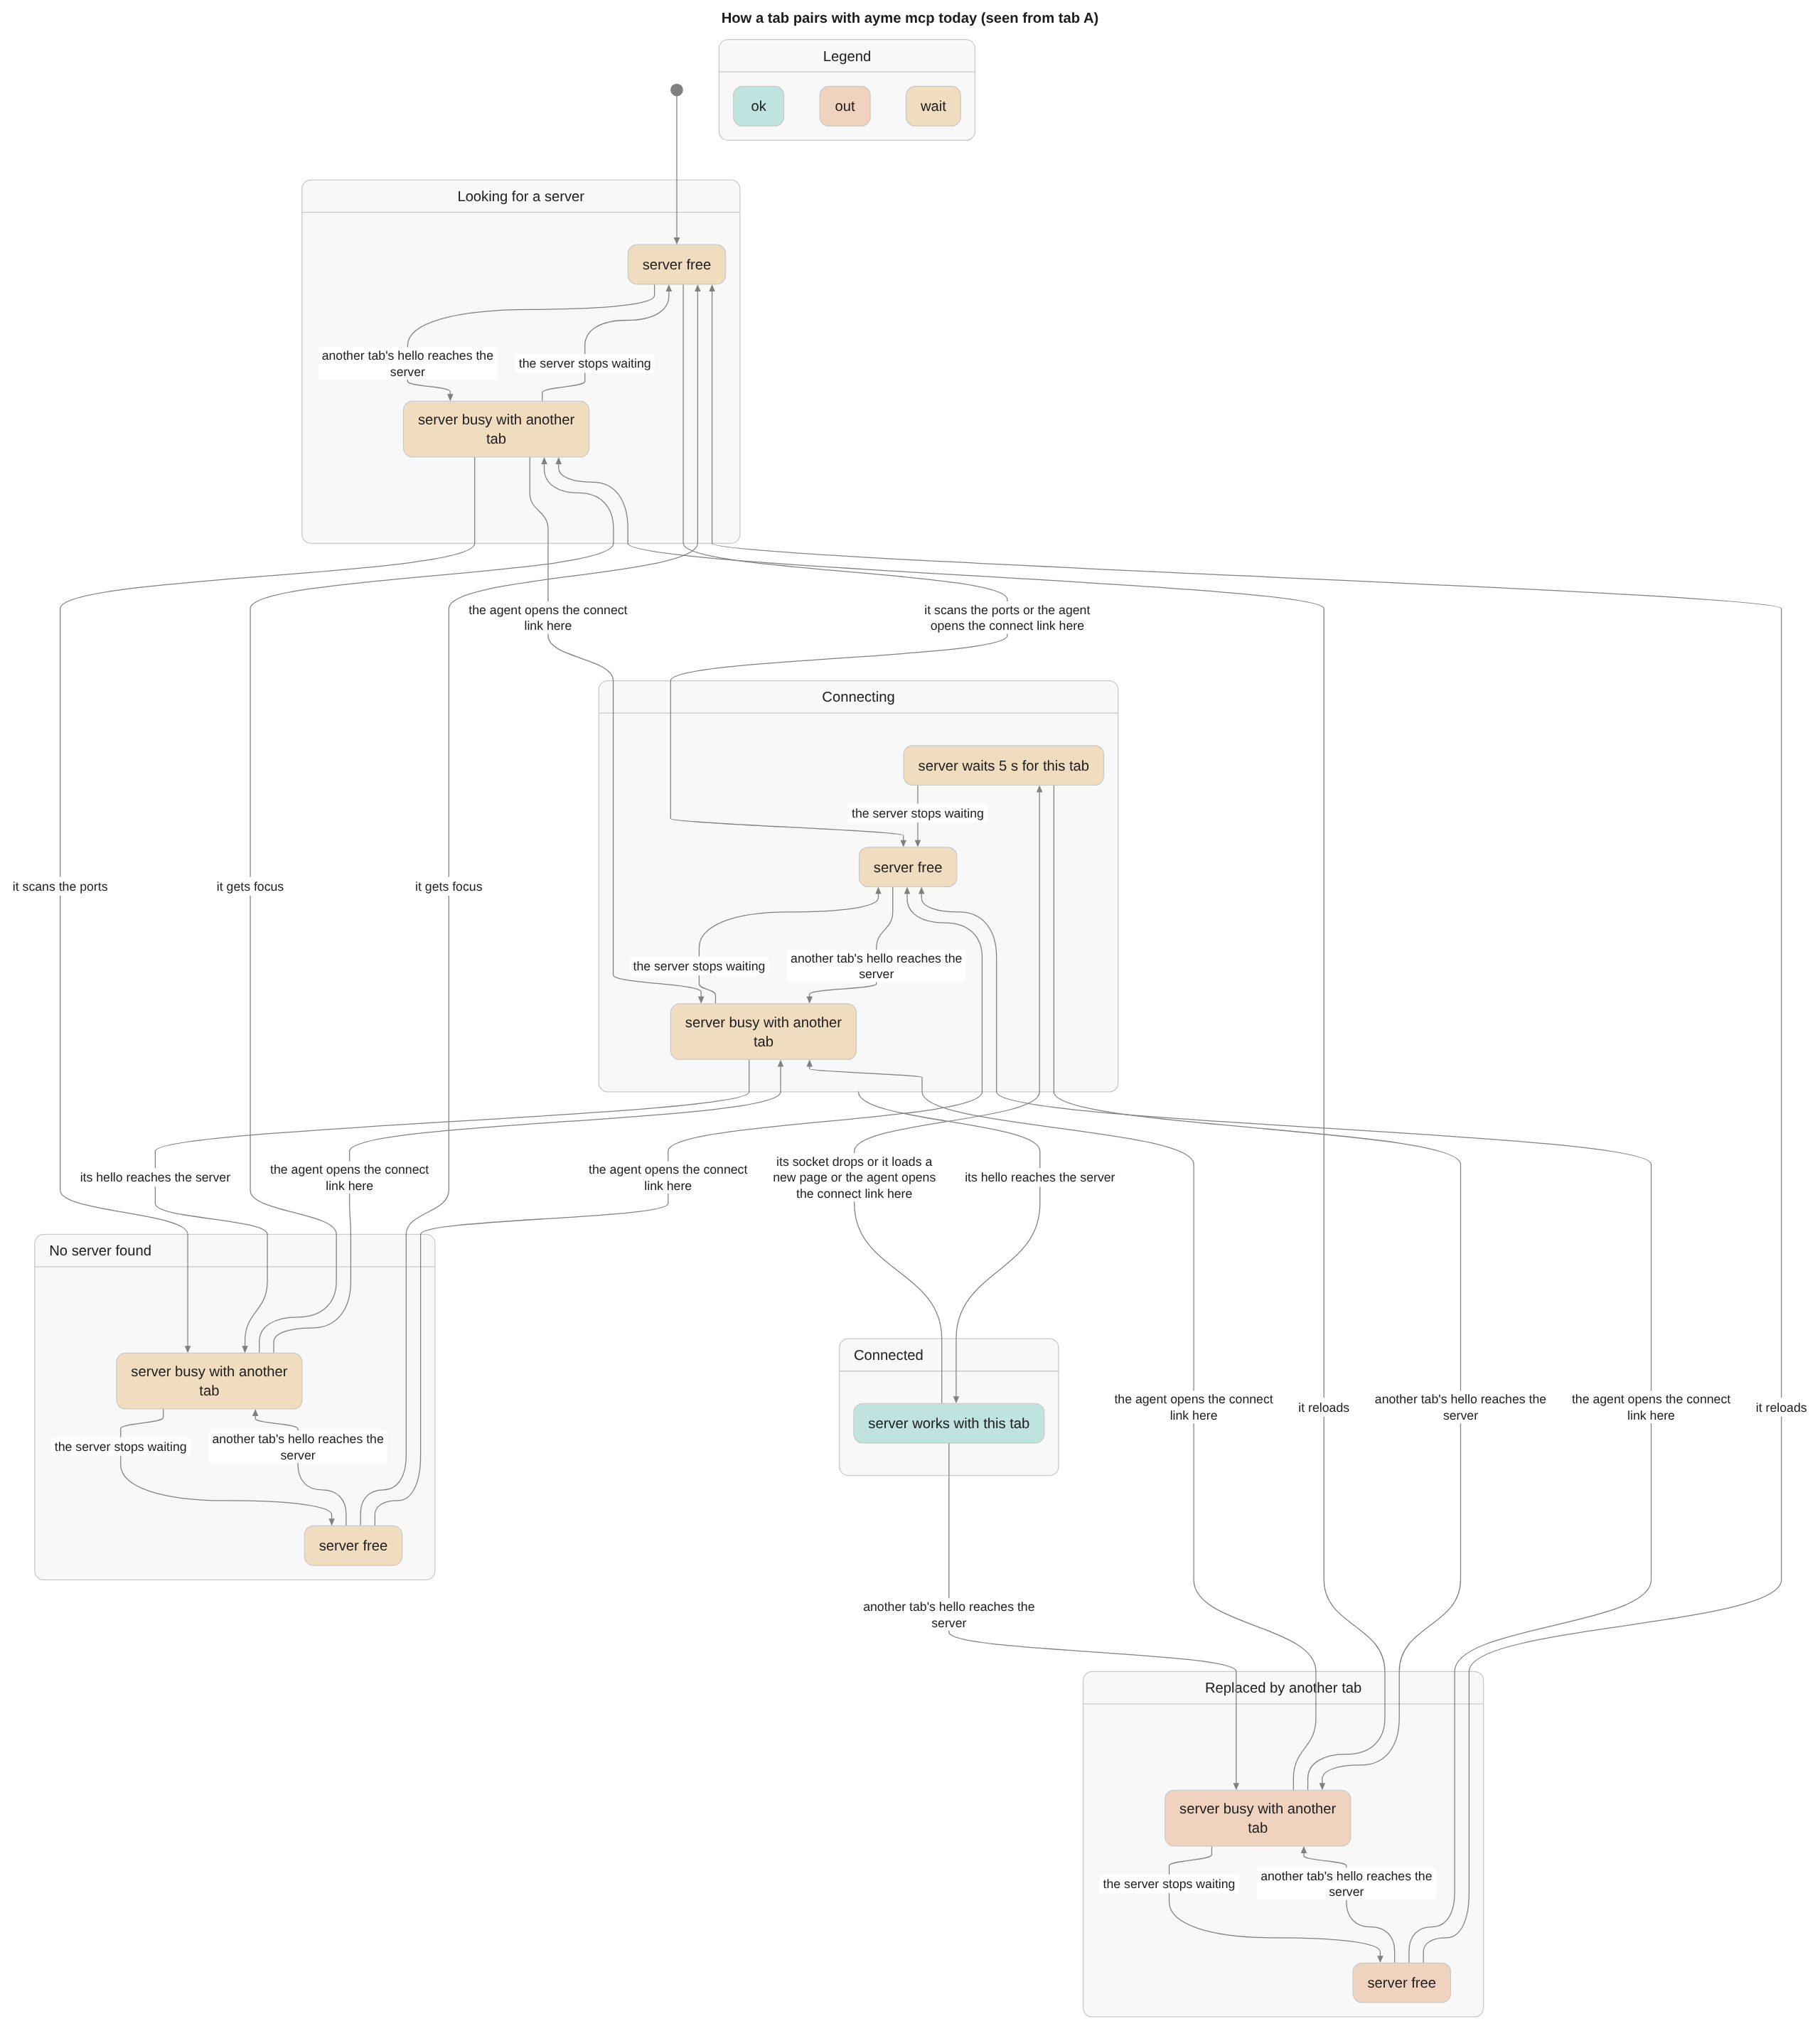 How a tab pairs with ayme mcp today (seen from tab A)
Legend
ok
out
wait
Looking for a server
server free
another tab's hello reaches the
server
the server stops waiting
server busy with another
tab
the agent opens the connect
link here
it scans the ports or the agent
opens the connect link here
Connecting
server waits 5 s for this tab
the server stops waiting
server free
it scans the ports
it gets focus
it gets focus
the server stops waiting
another tab's hello reaches the
server
server busy with another
tab
its hello reaches the server
the agent opens the connect
link here
the agent opens the connect
link here
its socket drops or it loads a
new page or the agent opens
the connect link here
its hello reaches the server
No server found
server busy with another
tab
the server stops waiting
another tab's hello reaches the
server
server free
Connected
server works with this tab
the agent opens the connect
link here
it reloads
another tab's hello reaches the
server
the agent opens the connect
link here
it reloads
another tab's hello reaches the
server
Replaced by another tab
server busy with another
tab
the server stops waiting
another tab's hello reaches the
server
server free